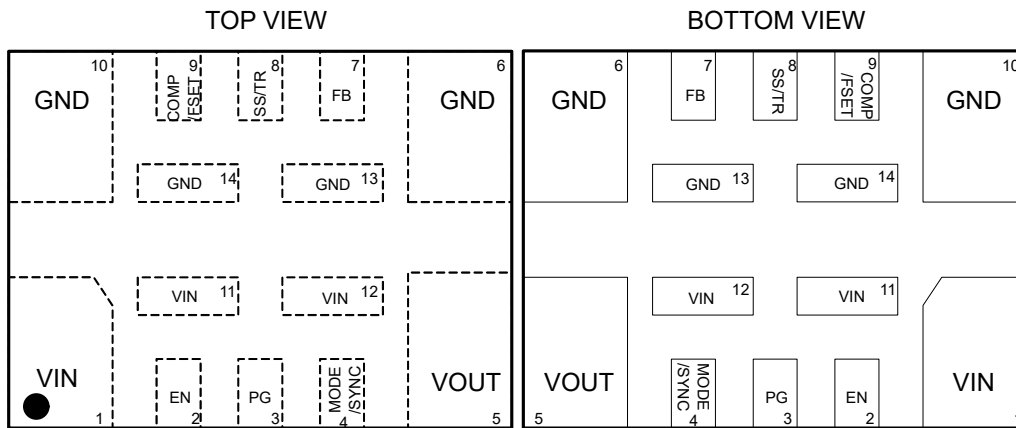 TOP VIEW
10
GND
9
COMP
/FSET
8
SS/TR
7
FB
6
GND
GND 14
GND 13
VIN 11
VIN 12
VIN
1
EN
2
PG
3
MODE
/SYNC
4
VOUT
5
BOTTOM VIEW
6
GND
7
FB
8
SS/TR
9
COMP
/FSET
10
GND
GND 13
GND 14
VIN 12
VIN 11
VOUT
5
MODE
/SYNC
4
PG
3
EN
2
VIN